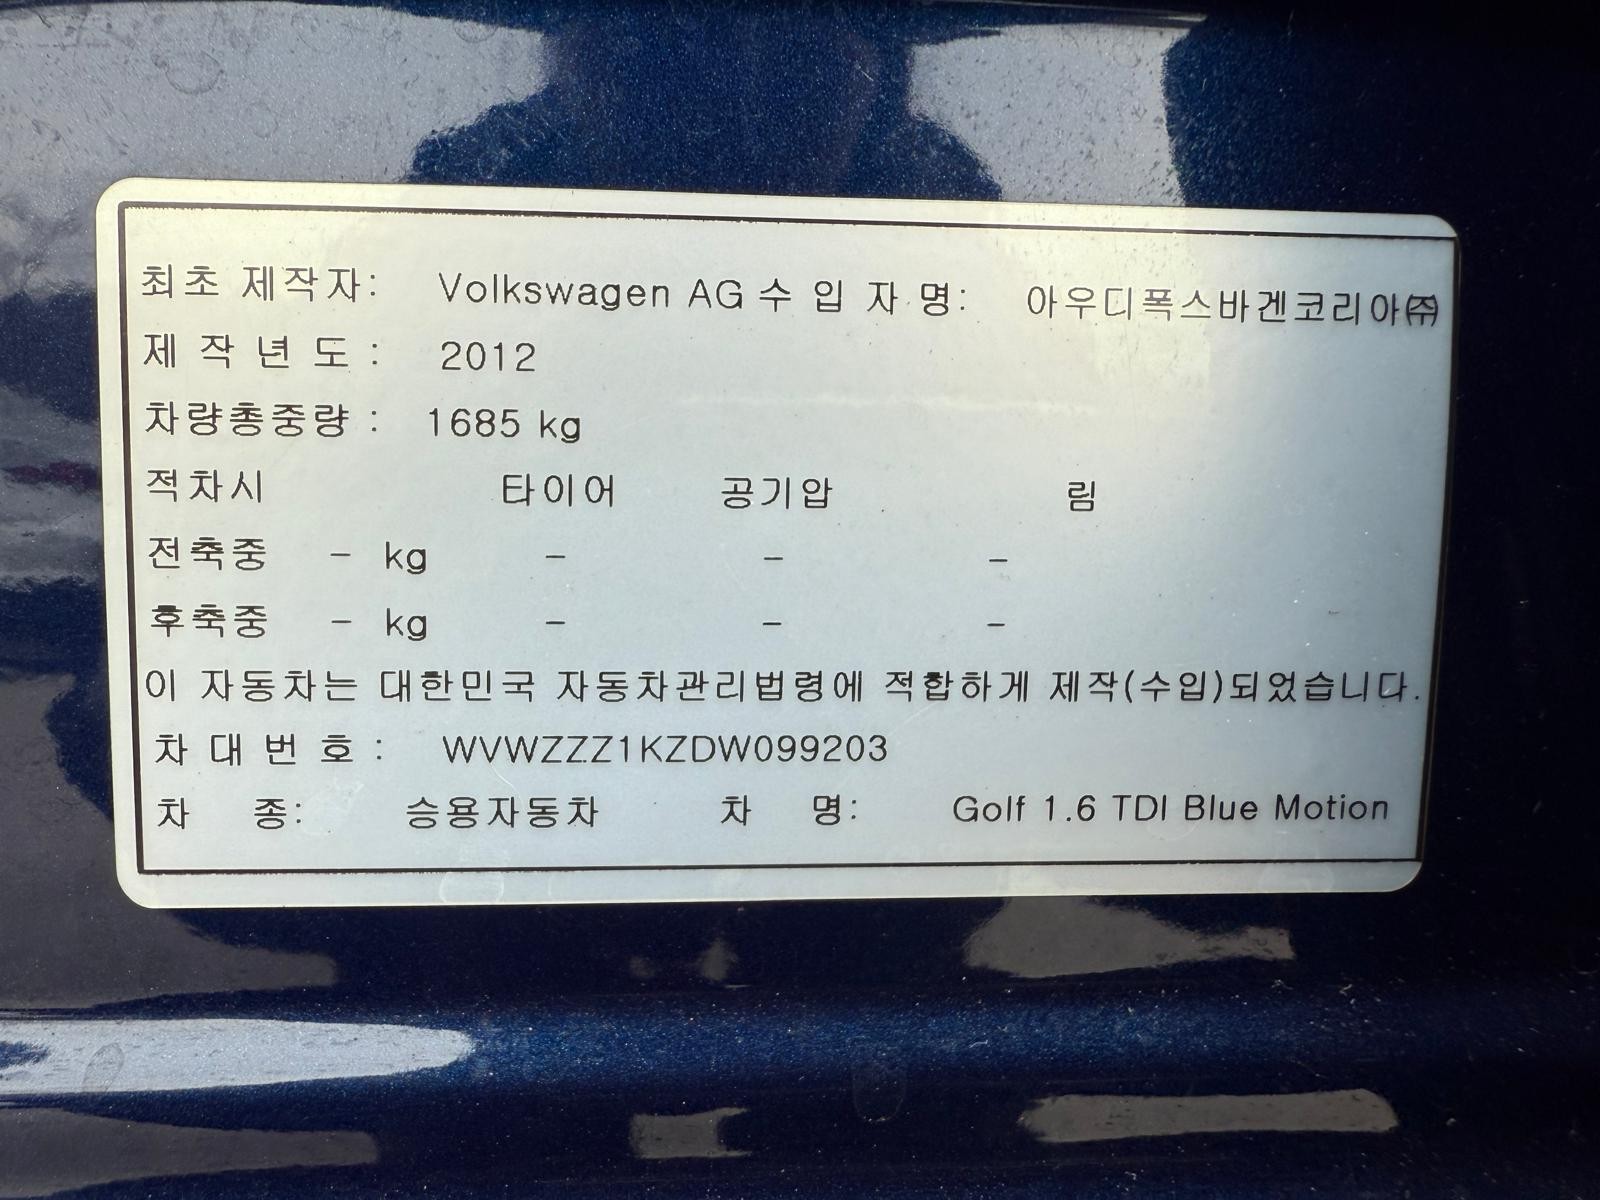 최초 제작자: Volkswagen AG 수 입 자 명: 아우디폭스바겐코리아㈜
제 작 년 도 : 2012
차량총중량 : 1685 kg
적차시 타이어 공기압 림
전축중 - kg - - -
후축중 - kg - - -
이 자동차는 대한민국 자동차관리법령에 적합하게 제작(수입)되었습니다.
차 대 번 호 : WVWZZZ1KZDW099203
차 종: 승용자동차 차 명: Golf 1.6 TDI Blue Motion